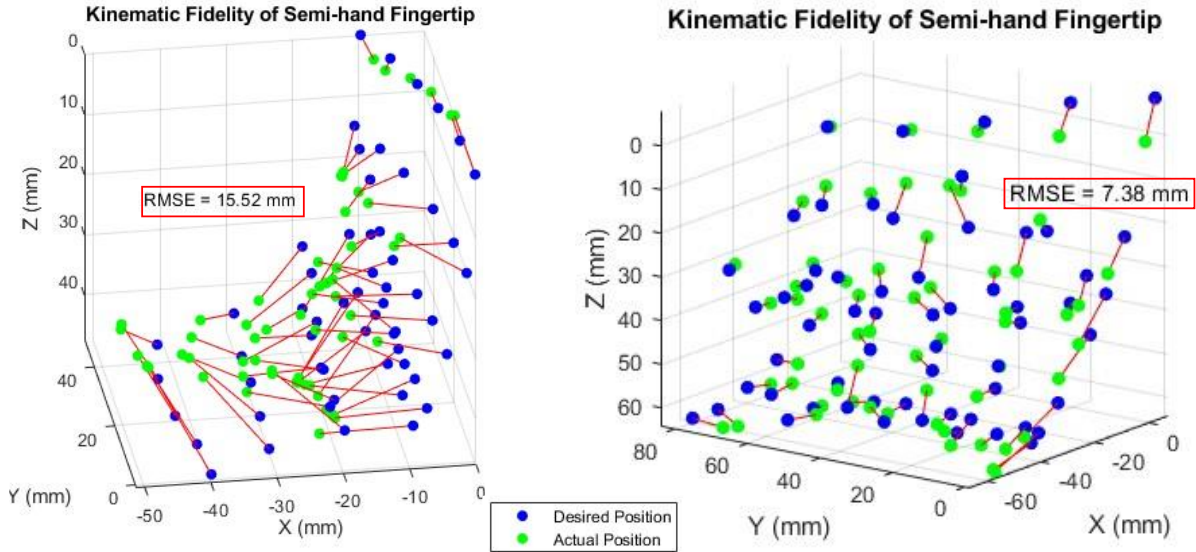 Kinematic Fidelity of Semi-hand Fingertip
0
10
20
30
40
Z (mm)
RMSE = 15.52 mm
40
20
0
Y (mm)
-50
-40
-30
-20
-10
0
X (mm)
Kinematic Fidelity of Semi-hand Fingertip
0
10
20
30
40
50
60
Z (mm)
RMSE = 7.38 mm
80
60
40
20
0
Y (mm)
-60
-40
-20
0
X (mm)
Desired Position
Actual Position